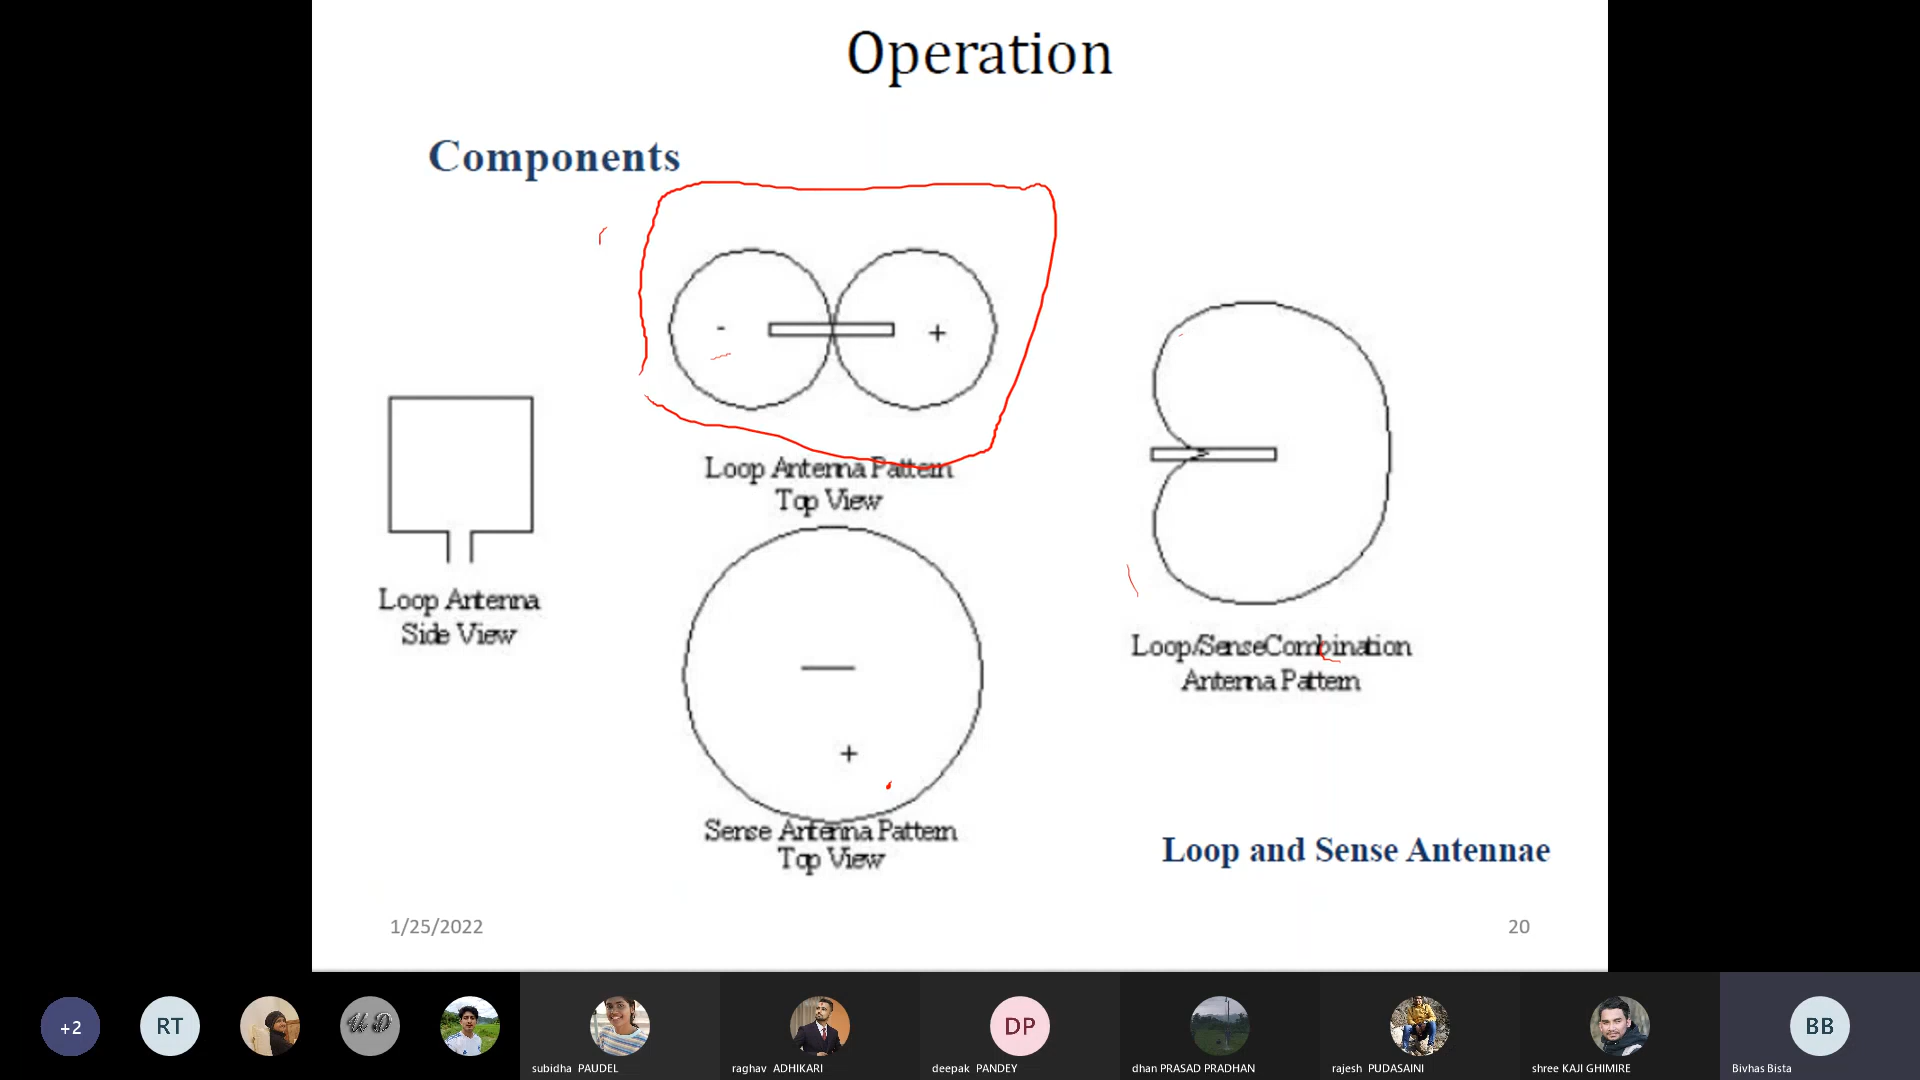 Operation
Components
-
+
Loop Antenna Pattern
Top View
Loop Antenna
Side View
+
Sense Antenna Pattern
Top View
Loop/SenseCombination
Antenna Pattern
Loop and Sense Antennae
1/25/2022
20
+2
RT
U D
DP
BB
subidha PAUDEL
raghav ADHIKARI
deepak PANDEY
dhan PRASAD PRADHAN
rajesh PUDASAINI
shree KAJI GHIMIRE
Bivhas Bista